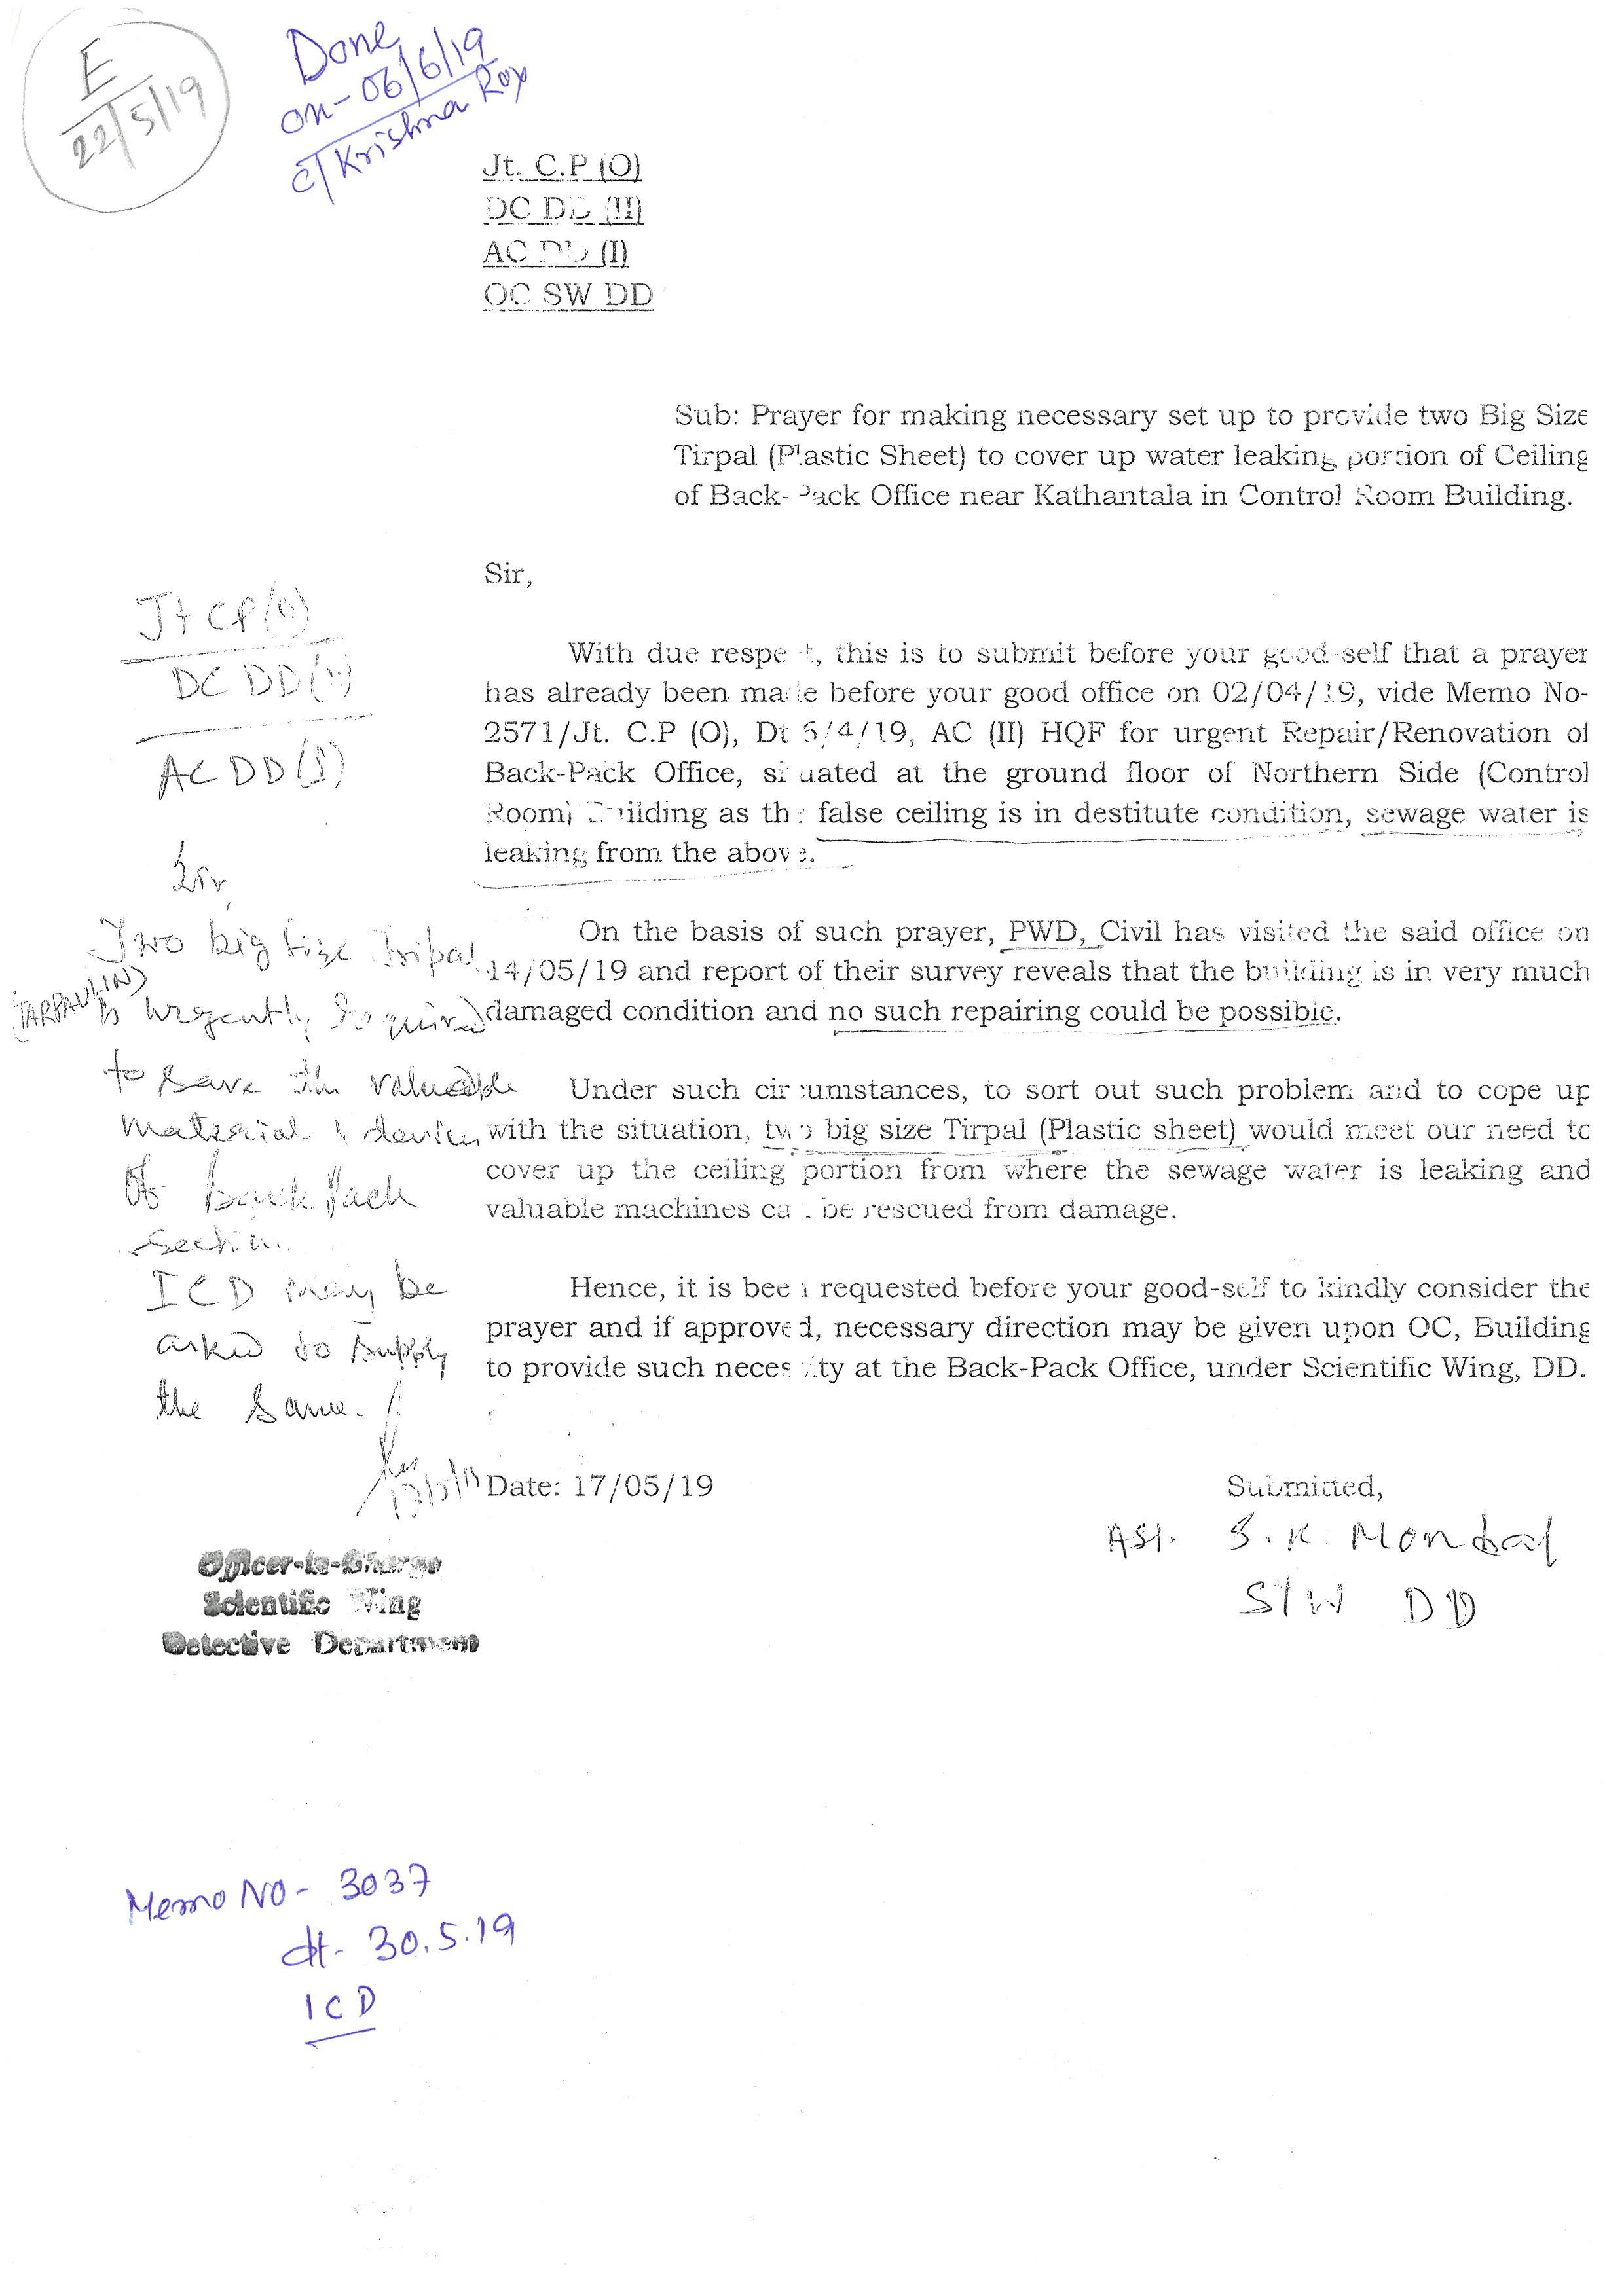 E
22/5/19
Done
on - 06/6/19
C/ Krishna Roy
Jt. C.P (O)
DC DD (II)
AC DD (I)
OC SW DD
Sub: Prayer for making necessary set up to provide two Big Size
Tirpal (Plastic Sheet) to cover up water leaking portion of Ceiling
of Back-Pack Office near Kathantala in Control Room Building.
Sir,
With due respect, this is to submit before your good-self that a prayer
has already been made before your good office on 02/04/19, vide Memo No-
2571/Jt. C.P (O), Dt 5/4/19, AC (II) HQF for urgent Repair/Renovation of
Back-Pack Office, situated at the ground floor of Northern Side (Control
Room) Building as the false ceiling is in destitute condition, sewage water is
leaking from the above.
On the basis of such prayer, PWD, Civil has visited the said office on
14/05/19 and report of their survey reveals that the building is in very much
damaged condition and no such repairing could be possible.
Under such circumstances, to sort out such problem and to cope up
with the situation, two big size Tirpal (Plastic sheet) would meet our need to
cover up the ceiling portion from where the sewage water is leaking and
valuable machines ca be rescued from damage.
Hence, it is been requested before your good-self to kindly consider the
prayer and if approved, necessary direction may be given upon OC, Building
to provide such necessity at the Back-Pack Office, under Scientific Wing, DD.
Date: 17/05/19
Submitted,
ASI. S. K Mondal
S/W DD
Jt CP (O)
DC DD (II)
AC DD (I)
Sir,
Two big size Tripal
(TARPAULIN)
is urgently required
to save the valuable
material & devices
of Back Pack
Section.
ICD may be
asked to supply
the same.
Officer-in-Charge
Scientific Wing
Detective Department
Memo NO - 3037
dt - 30.5.19
ICD